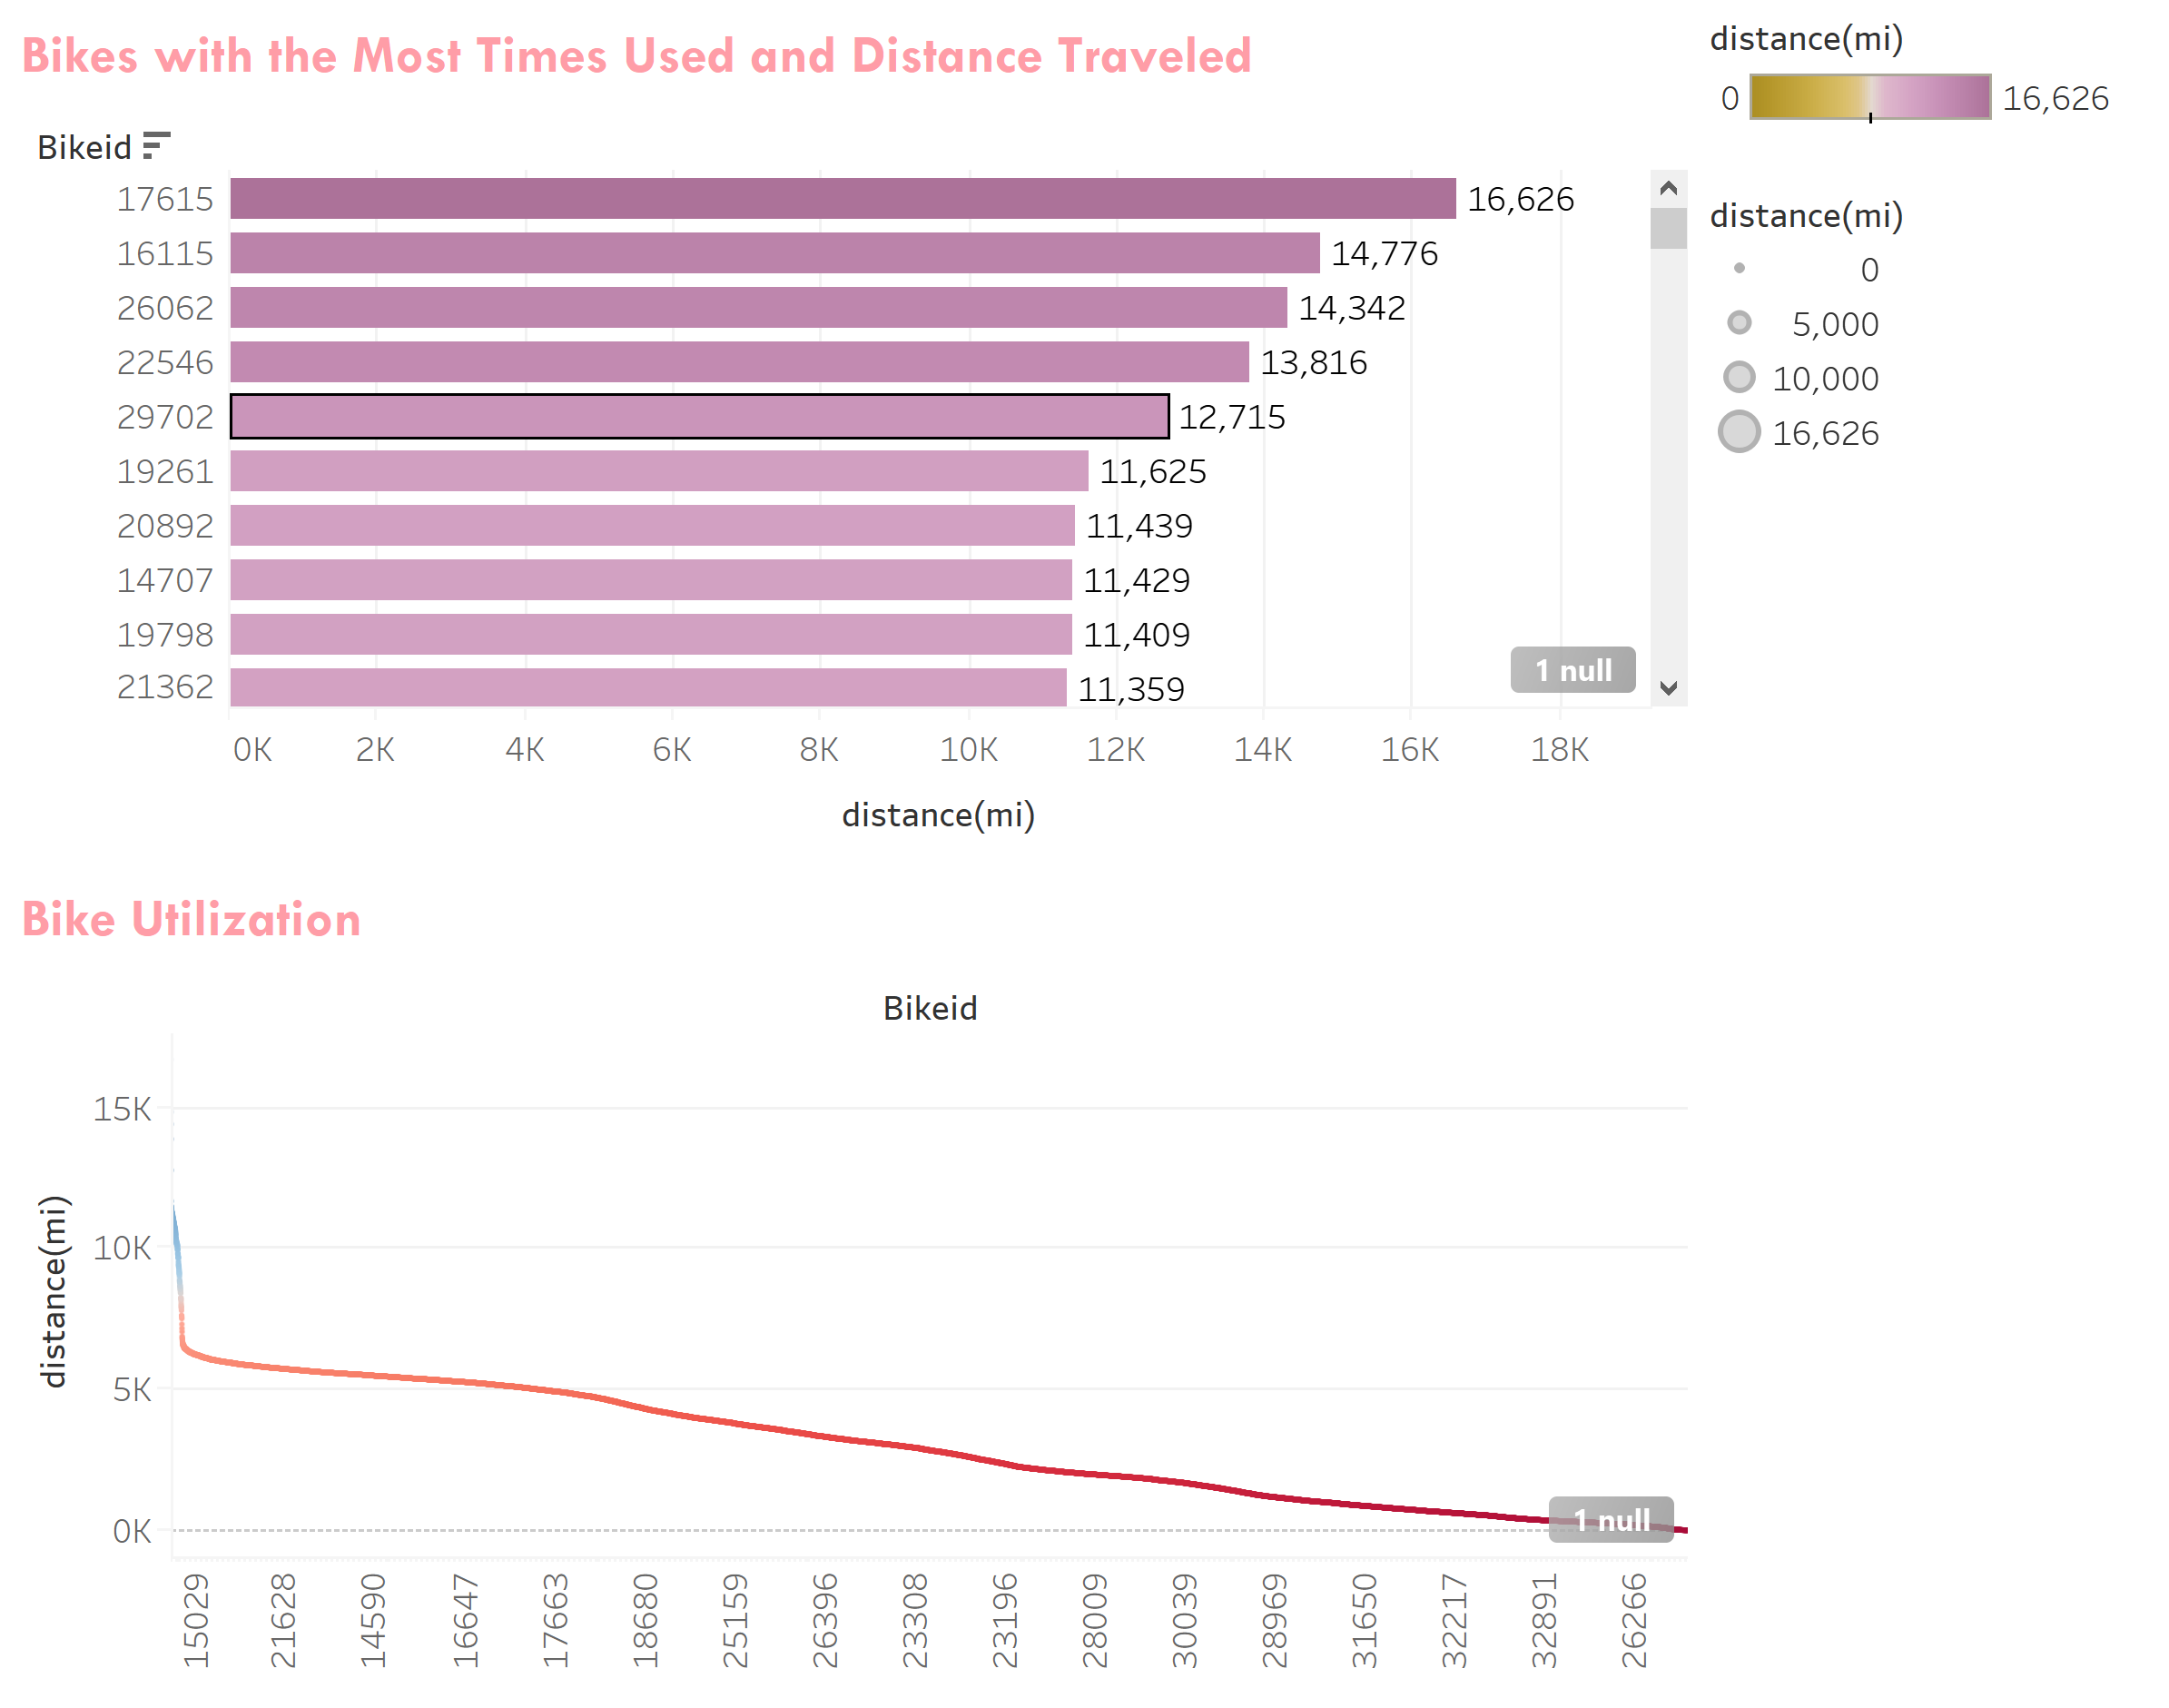 Bikes with the Most Times Used and Distance Traveled
distance(mi)
0 16,626
Bikeid
17615 16,626
16115 14,776
26062 14,342
22546 13,816
29702 12,715
19261 11,625
20892 11,439
14707 11,429
19798 11,409
21362 11,359
1 null
0K 2K 4K 6K 8K 10K 12K 14K 16K 18K
distance(mi)
distance(mi)
0
5,000
10,000
16,626
Bike Utilization
Bikeid
distance(mi)
15K
10K
5K
0K
1 null
15029 21628 14590 16647 17663 18680 25159 26396 23308 23196 28009 30039 28969 31650 32217 32891 26266